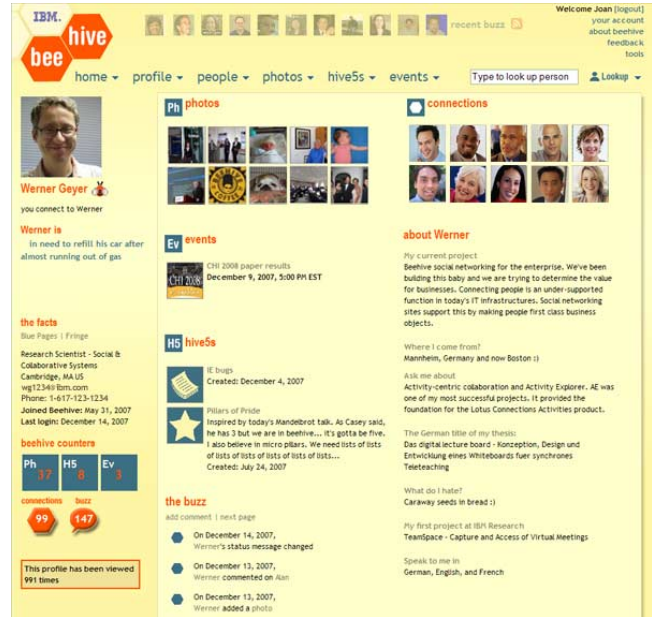 IBM.
bee
hive
recent buzz
Welcome Joan [logout]
your account
about beehive
feedback
tools
home profile people photos hive5s events
Type to look up person
Lookup
Werner Geyer
you connect to Werner
Werner is
in need to refill his car after
almost running out of gas
the facts
Blue Pages | Fringe
Research Scientist - Social &
Collaborative Systems
Cambridge, MA US
wg1234@ibm.com
Phone: 1-617-123-1234
Joined Beehive: May 31, 2007
Last login: December 14, 2007
beehive counters
Ph
37
H5
8
Ev
3
connections
99
buzz
147
This profile has been viewed
991 times
Ph photos
Ev events
CHI 2008
CHI 2008 paper results
December 9, 2007, 5:00 PM EST
H5 hive5s
IE bugs
Created: December 4, 2007
Pillars of Pride
Inspired by today's Mandelbrot talk. As Casey said,
he has 3 but we are in beehive... it's gotta be five.
I also believe in micro pillars. We need lists of lists
of lists of lists of lists of lists of lists...
Created: July 24, 2007
the buzz
add comment | next page
On December 14, 2007,
Werner's status message changed
On December 13, 2007,
Werner commented on Alan
On December 13, 2007,
Werner added a photo
connections
about Werner
My current project
Beehive social networking for the enterprise. We've been
building this baby and we are trying to determine the value
for businesses. Connecting people is an under-supported
function in today's IT infrastructures. Social networking
sites support this by making people first class business
objects.
Where I come from?
Mannheim, Germany and now Boston :)
Ask me about
Activity-centric collaboration and Activity Explorer. AE was
one of my most successful projects. It provided the
foundation for the Lotus Connections Activities product.
The German title of my thesis:
Das digital lecture board - Konzeption, Design und
Entwicklung eines Whiteboards fuer synchrones
Teleteaching
What do I hate?
Caraway seeds in bread :)
My first project at IBM Research
TeamSpace - Capture and Access of Virtual Meetings
Speak to me in
German, English, and French